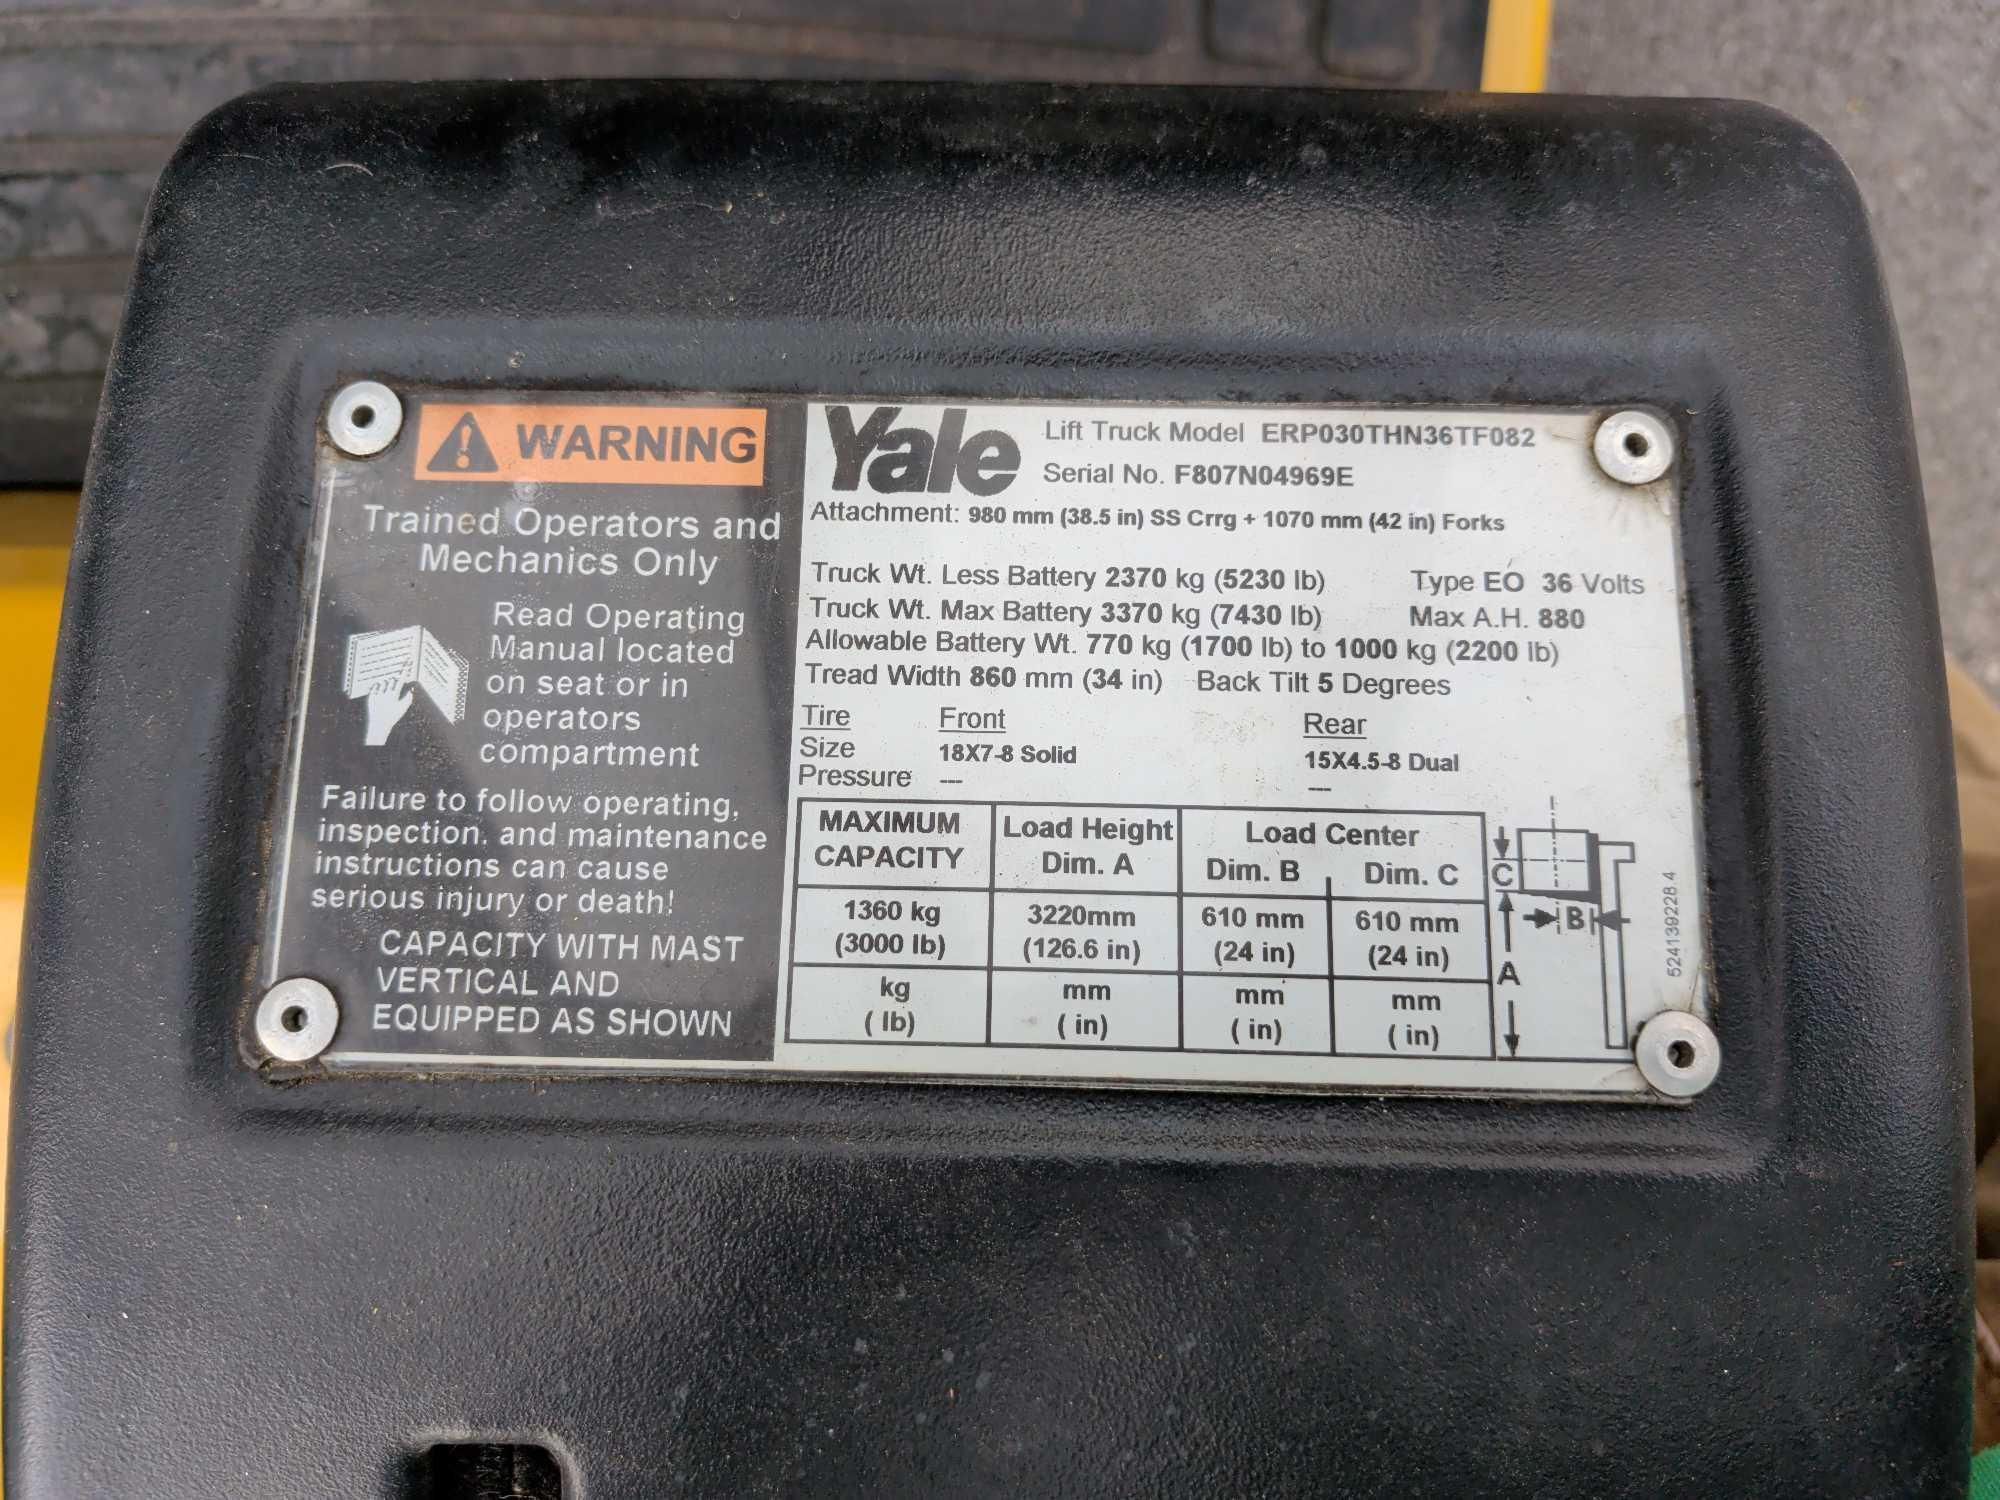 WARNING
Trained Operators and
Mechanics Only
Read Operating
Manual located
on seat or in
operators
compartment
Failure to follow operating,
inspection. and maintenance
instructions can cause
serious injury or death!
CAPACITY WITH MAST
VERTICAL AND
EQUIPPED AS SHOWN
Yale
Lift Truck Model ERP030THN36TF082
Serial No. F807N04969E
Attachment: 980 mm (38.5 in) SS Crrg + 1070 mm (42 in) Forks
Truck Wt. Less Battery 2370 kg (5230 lb) Type EO 36 Volts
Truck Wt. Max Battery 3370 kg (7430 lb) Max A.H. 880
Allowable Battery Wt. 770 kg (1700 lb) to 1000 kg (2200 lb)
Tread Width 860 mm (34 in) Back Tilt 5 Degrees
Tire Front Rear
Size 18X7-8 Solid 15X4.5-8 Dual
Pressure --- ---
MAXIMUM Load Height Load Center
CAPACITY Dim. A Dim. B Dim. C
1360 kg 3220mm 610 mm 610 mm
(3000 lb) (126.6 in) (24 in) (24 in)
kg mm mm mm
( lb) ( in) ( in) ( in)
C
B
A
524139228 4